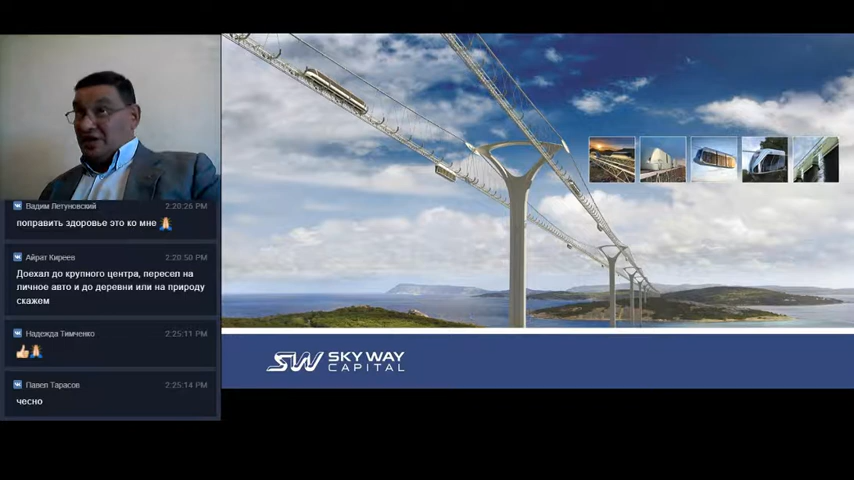 Вадим Легуновский 2:20:26 PM
поправить здоровье это ко мне 🙏
Айрат Киреев 2:20:50 PM
Доехал до крупного центра, пересел на
личное авто и до деревни или на природу
скажем
Надежда Тимченко 2:25:11 PM
👍🙏
Павел Тарасов 2:25:14 PM
чесно
SW SKY WAY
CAPITAL